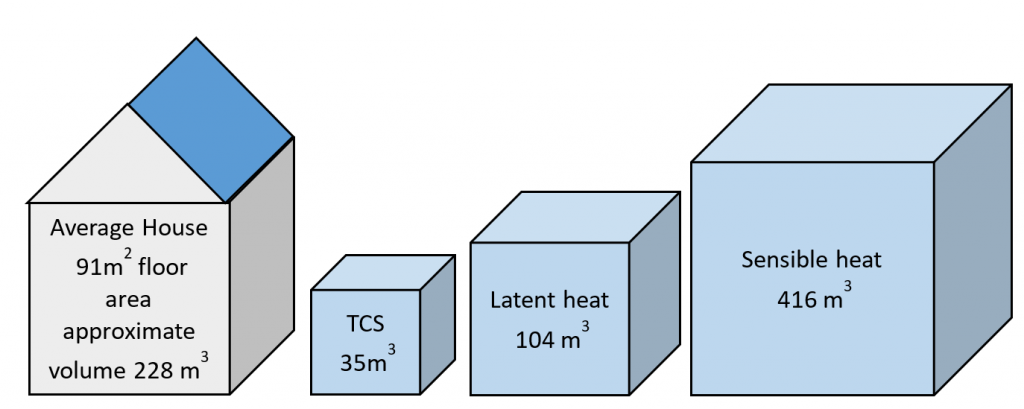 Average House
91m² floor
area
approximate
volume 228 m³
TCS
35m³
Latent heat
104 m³
Sensible heat
416 m³